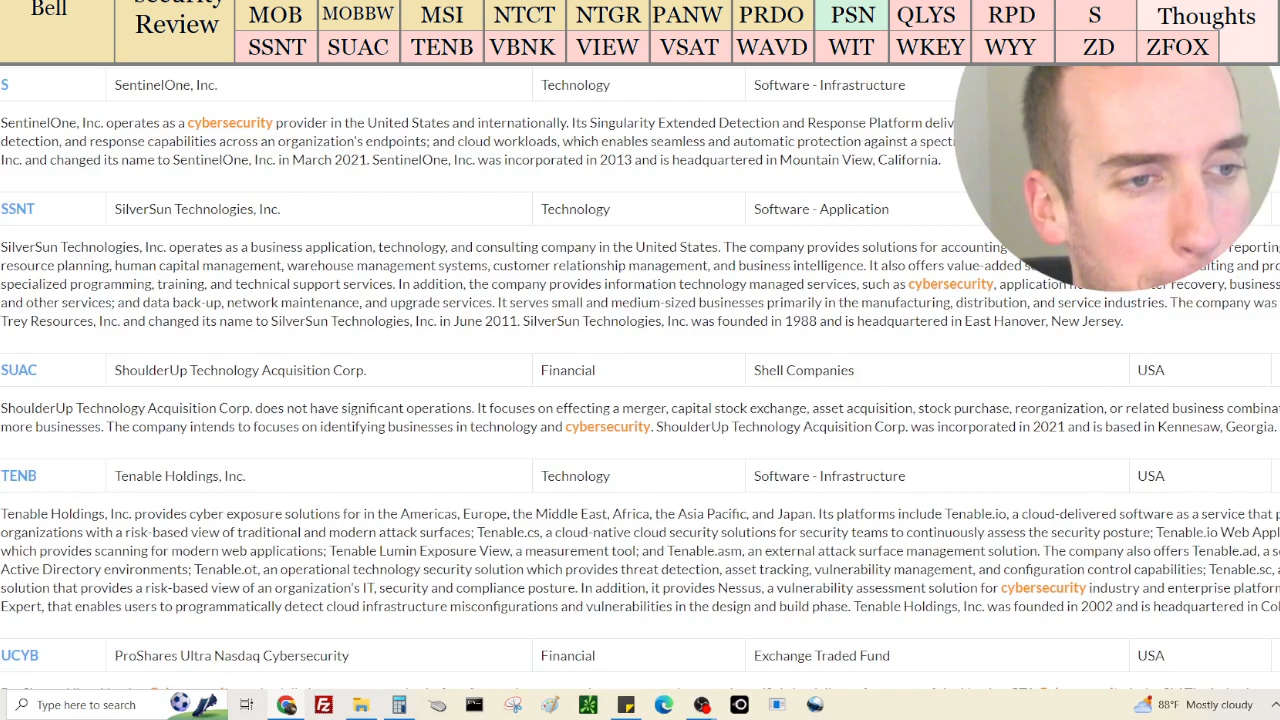 Bell
Security
Review
MOB MOBBW MSI NTCT NTGR PANW PRDO PSN QLYS RPD S Thoughts
SSNT SUAC TENB VBNK VIEW VSAT WAVD WIT WKEY WYY ZD ZFOX
S SentinelOne, Inc. Technology Software - Infrastructure
SentinelOne, Inc. operates as a cybersecurity provider in the United States and internationally. Its Singularity Extended Detection and Response Platform deliv
detection, and response capabilities across an organization's endpoints; and cloud workloads, which enables seamless and automatic protection against a spect
Inc. and changed its name to SentinelOne, Inc. in March 2021. SentinelOne, Inc. was incorporated in 2013 and is headquartered in Mountain View, California.
SSNT SilverSun Technologies, Inc. Technology Software - Application
SilverSun Technologies, Inc. operates as a business application, technology, and consulting company in the United States. The company provides solutions for accounting reportin
resource planning, human capital management, warehouse management systems, customer relationship management, and business intelligence. It also offers value-added s ulting and pro
specialized programming, training, and technical support services. In addition, the company provides information technology managed services, such as cybersecurity, application recovery, business
and other services; and data back-up, network maintenance, and upgrade services. It serves small and medium-sized businesses primarily in the manufacturing, distribution, and service industries. The company was
Trey Resources, Inc. and changed its name to SilverSun Technologies, Inc. in June 2011. SilverSun Technologies, Inc. was founded in 1988 and is headquartered in East Hanover, New Jersey.
SUAC ShoulderUp Technology Acquisition Corp. Financial Shell Companies USA
ShoulderUp Technology Acquisition Corp. does not have significant operations. It focuses on effecting a merger, capital stock exchange, asset acquisition, stock purchase, reorganization, or related business combina
more businesses. The company intends to focuses on identifying businesses in technology and cybersecurity. ShoulderUp Technology Acquisition Corp. was incorporated in 2021 and is based in Kennesaw, Georgia.
TENB Tenable Holdings, Inc. Technology Software - Infrastructure USA
Tenable Holdings, Inc. provides cyber exposure solutions for in the Americas, Europe, the Middle East, Africa, the Asia Pacific, and Japan. Its platforms include Tenable.io, a cloud-delivered software as a service that p
organizations with a risk-based view of traditional and modern attack surfaces; Tenable.cs, a cloud-native cloud security solutions for security teams to continuously assess the security posture; Tenable.io Web Appl
which provides scanning for modern web applications; Tenable Lumin Exposure View, a measurement tool; and Tenable.asm, an external attack surface management solution. The company also offers Tenable.ad, a s
Active Directory environments; Tenable.ot, an operational technology security solution which provides threat detection, asset tracking, vulnerability management, and configuration control capabilities; Tenable.sc, a
solution that provides a risk-based view of an organization's IT, security and compliance posture. In addition, it provides Nessus, a vulnerability assessment solution for cybersecurity industry and enterprise platform
Expert, that enables users to programmatically detect cloud infrastructure misconfigurations and vulnerabilities in the design and build phase. Tenable Holdings, Inc. was founded in 2002 and is headquartered in Col
UCYB ProShares Ultra Nasdaq Cybersecurity Financial Exchange Traded Fund USA
Type here to search
88°F Mostly cloudy